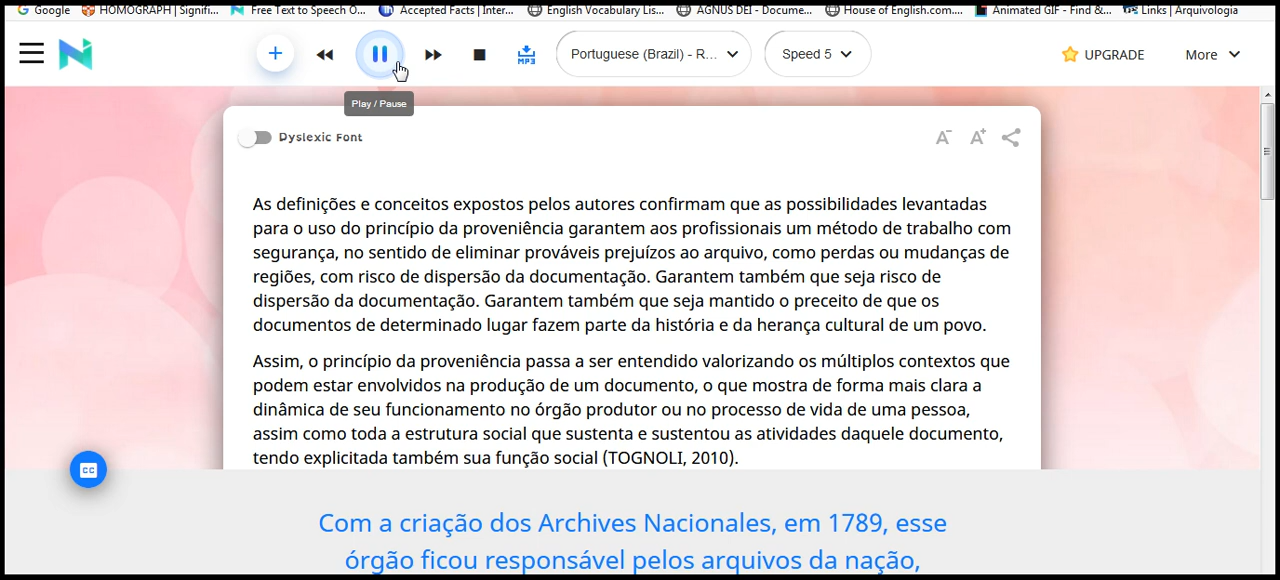 Google HOMOGRAPH | Signifi... Free Text to Speech O... Accepted Facts | Inter... English Vocabulary Lis... AGNUS DEI - Docume... House of English.com.... Animated GIF - Find &... Links | Arquivologia
MP3 Portuguese (Brazil) - R... Speed 5 UPGRADE More
Play / Pause
Dyslexic Font A- A+
As definições e conceitos expostos pelos autores confirmam que as possibilidades levantadas
para o uso do princípio da proveniência garantem aos profissionais um método de trabalho com
segurança, no sentido de eliminar prováveis prejuízos ao arquivo, como perdas ou mudanças de
regiões, com risco de dispersão da documentação. Garantem também que seja risco de
dispersão da documentação. Garantem também que seja mantido o preceito de que os
documentos de determinado lugar fazem parte da história e da herança cultural de um povo.
Assim, o princípio da proveniência passa a ser entendido valorizando os múltiplos contextos que
podem estar envolvidos na produção de um documento, o que mostra de forma mais clara a
dinâmica de seu funcionamento no órgão produtor ou no processo de vida de uma pessoa,
assim como toda a estrutura social que sustenta e sustentou as atividades daquele documento,
tendo explicitada também sua função social (TOGNOLI, 2010).
CC
Com a criação dos Archives Nacionales, em 1789, esse
órgão ficou responsável pelos arquivos da nação,